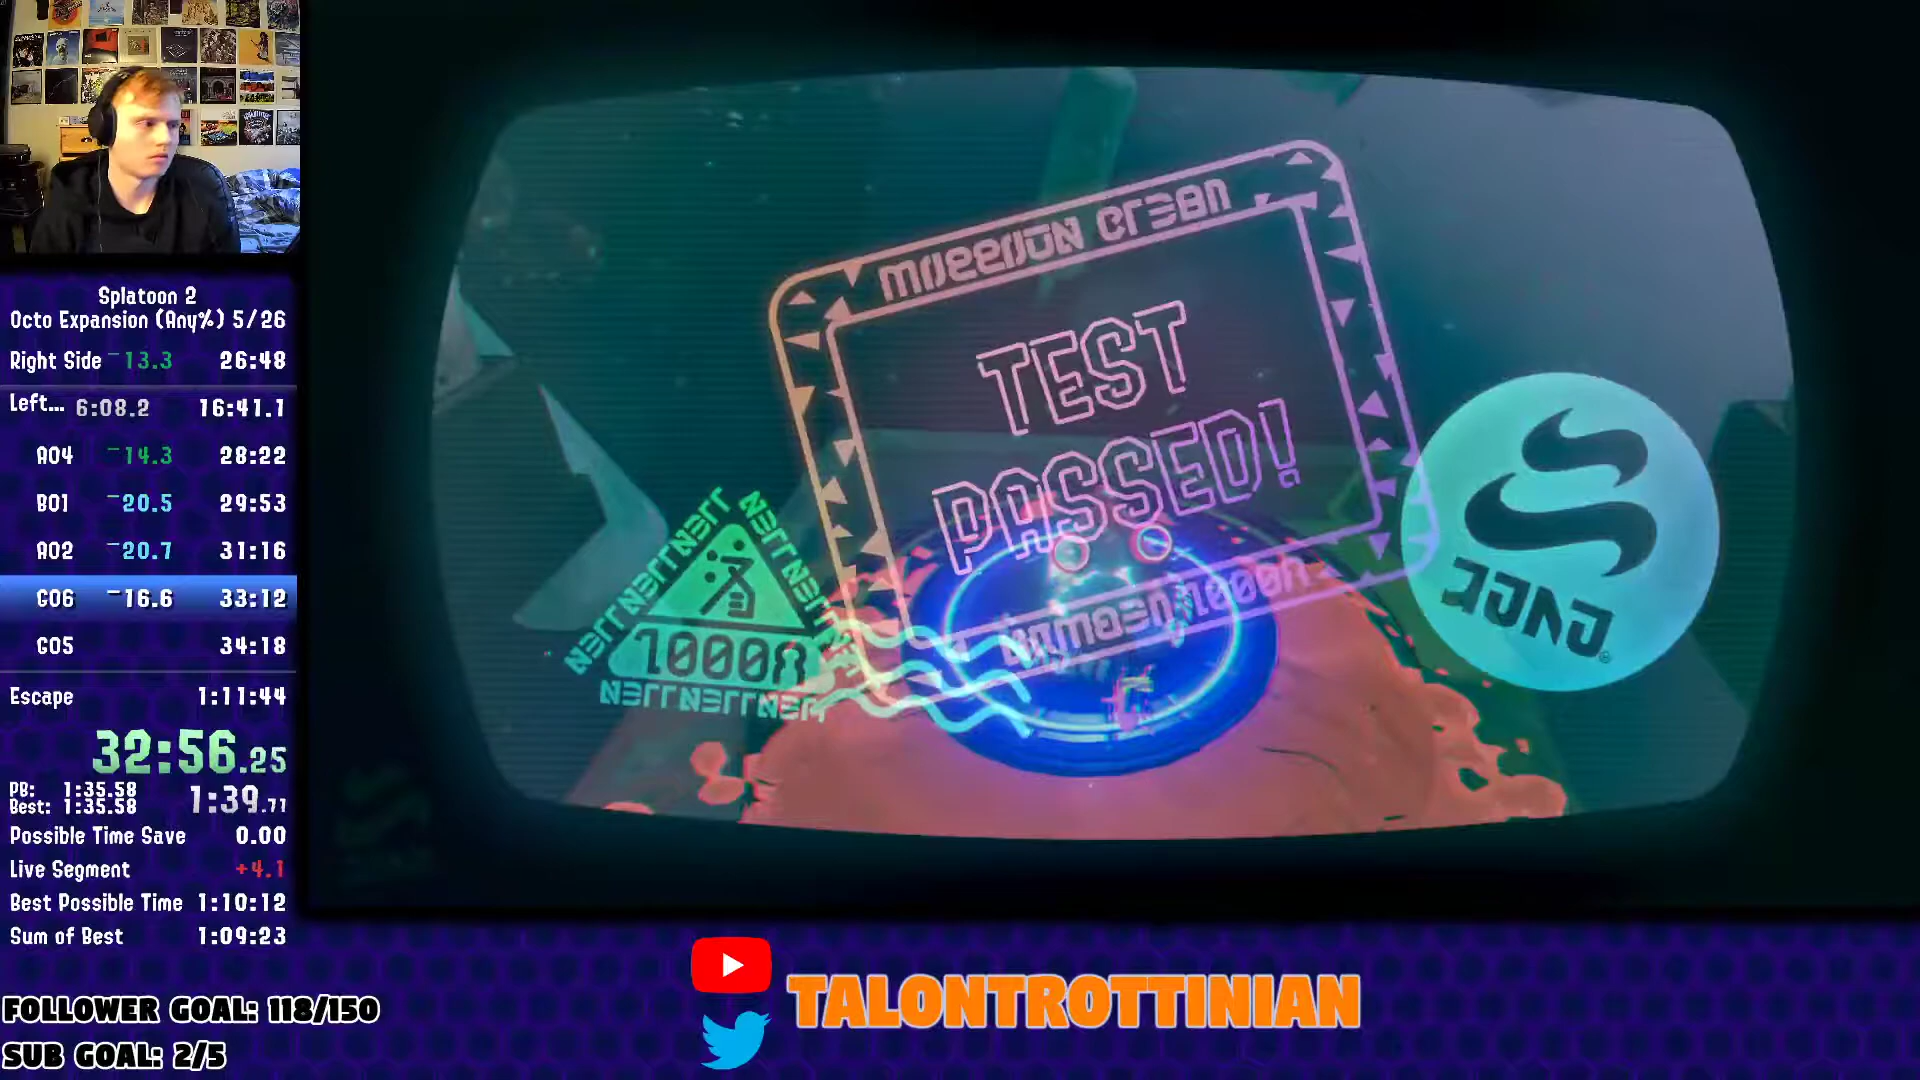 Splatoon 2
Octo Expansion (Any%) 5/26
Right Side -13.3 26:48
Left... 6:08.2 16:41.1
A04 -14.3 28:22
B01 -20.5 29:53
A02 -20.7 31:16
G06 -16.6 33:12
G05 34:18
Escape 1:11:44
32:56.25
PB: 1:35.58
Best: 1:35.58 1:39.77
Possible Time Save 0.00
Live Segment +4.1
Best Possible Time 1:10:12
Sum of Best 1:09:23
TEST
PASSED!
1000
TALONTROTTINIAN
FOLLOWER GOAL: 118/150
SUB GOAL: 2/5